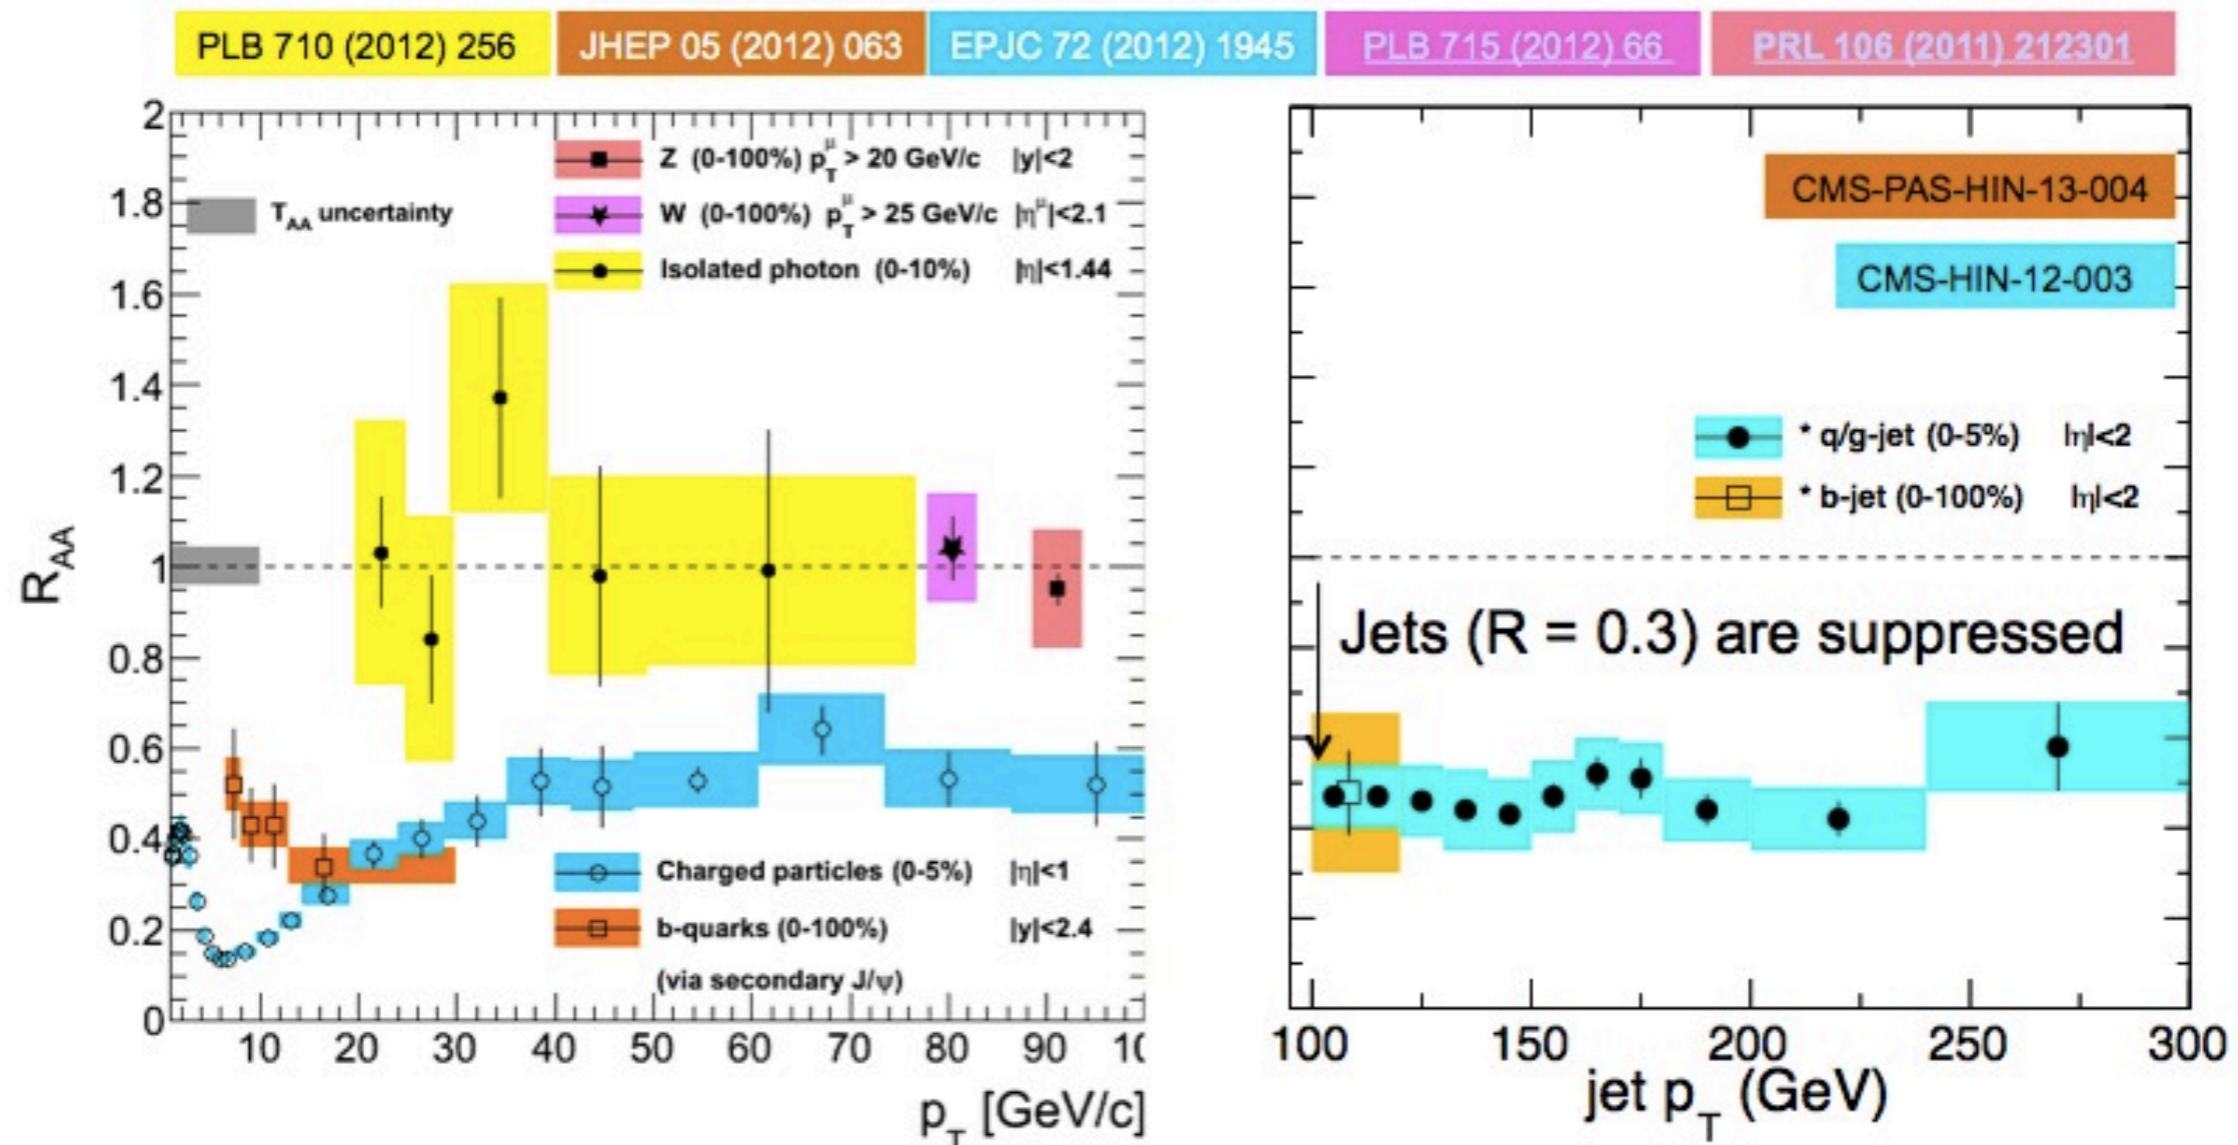 PLB 710 (2012) 256 JHEP 05 (2012) 063 EPJC 72 (2012) 1945 PLB 715 (2012) 66 PRL 106 (2011) 212301
2
1.8
1.6
1.4
1.2
1
0.8
0.6
0.4
0.2
0
R_AA
T_AA uncertainty
Z (0-100%) p_T^μ > 20 GeV/c |y|<2
W (0-100%) p_T^μ > 25 GeV/c |η^μ|<2.1
Isolated photon (0-10%) |η|<1.44
Charged particles (0-5%) |η|<1
b-quarks (0-100%) |y|<2.4
(via secondary J/ψ)
10 20 30 40 50 60 70 80 90 10
p_T [GeV/c]
CMS-PAS-HIN-13-004
CMS-HIN-12-003
* q/g-jet (0-5%) |η|<2
* b-jet (0-100%) |η|<2
Jets (R = 0.3) are suppressed
100 150 200 250 300
jet p_T (GeV)